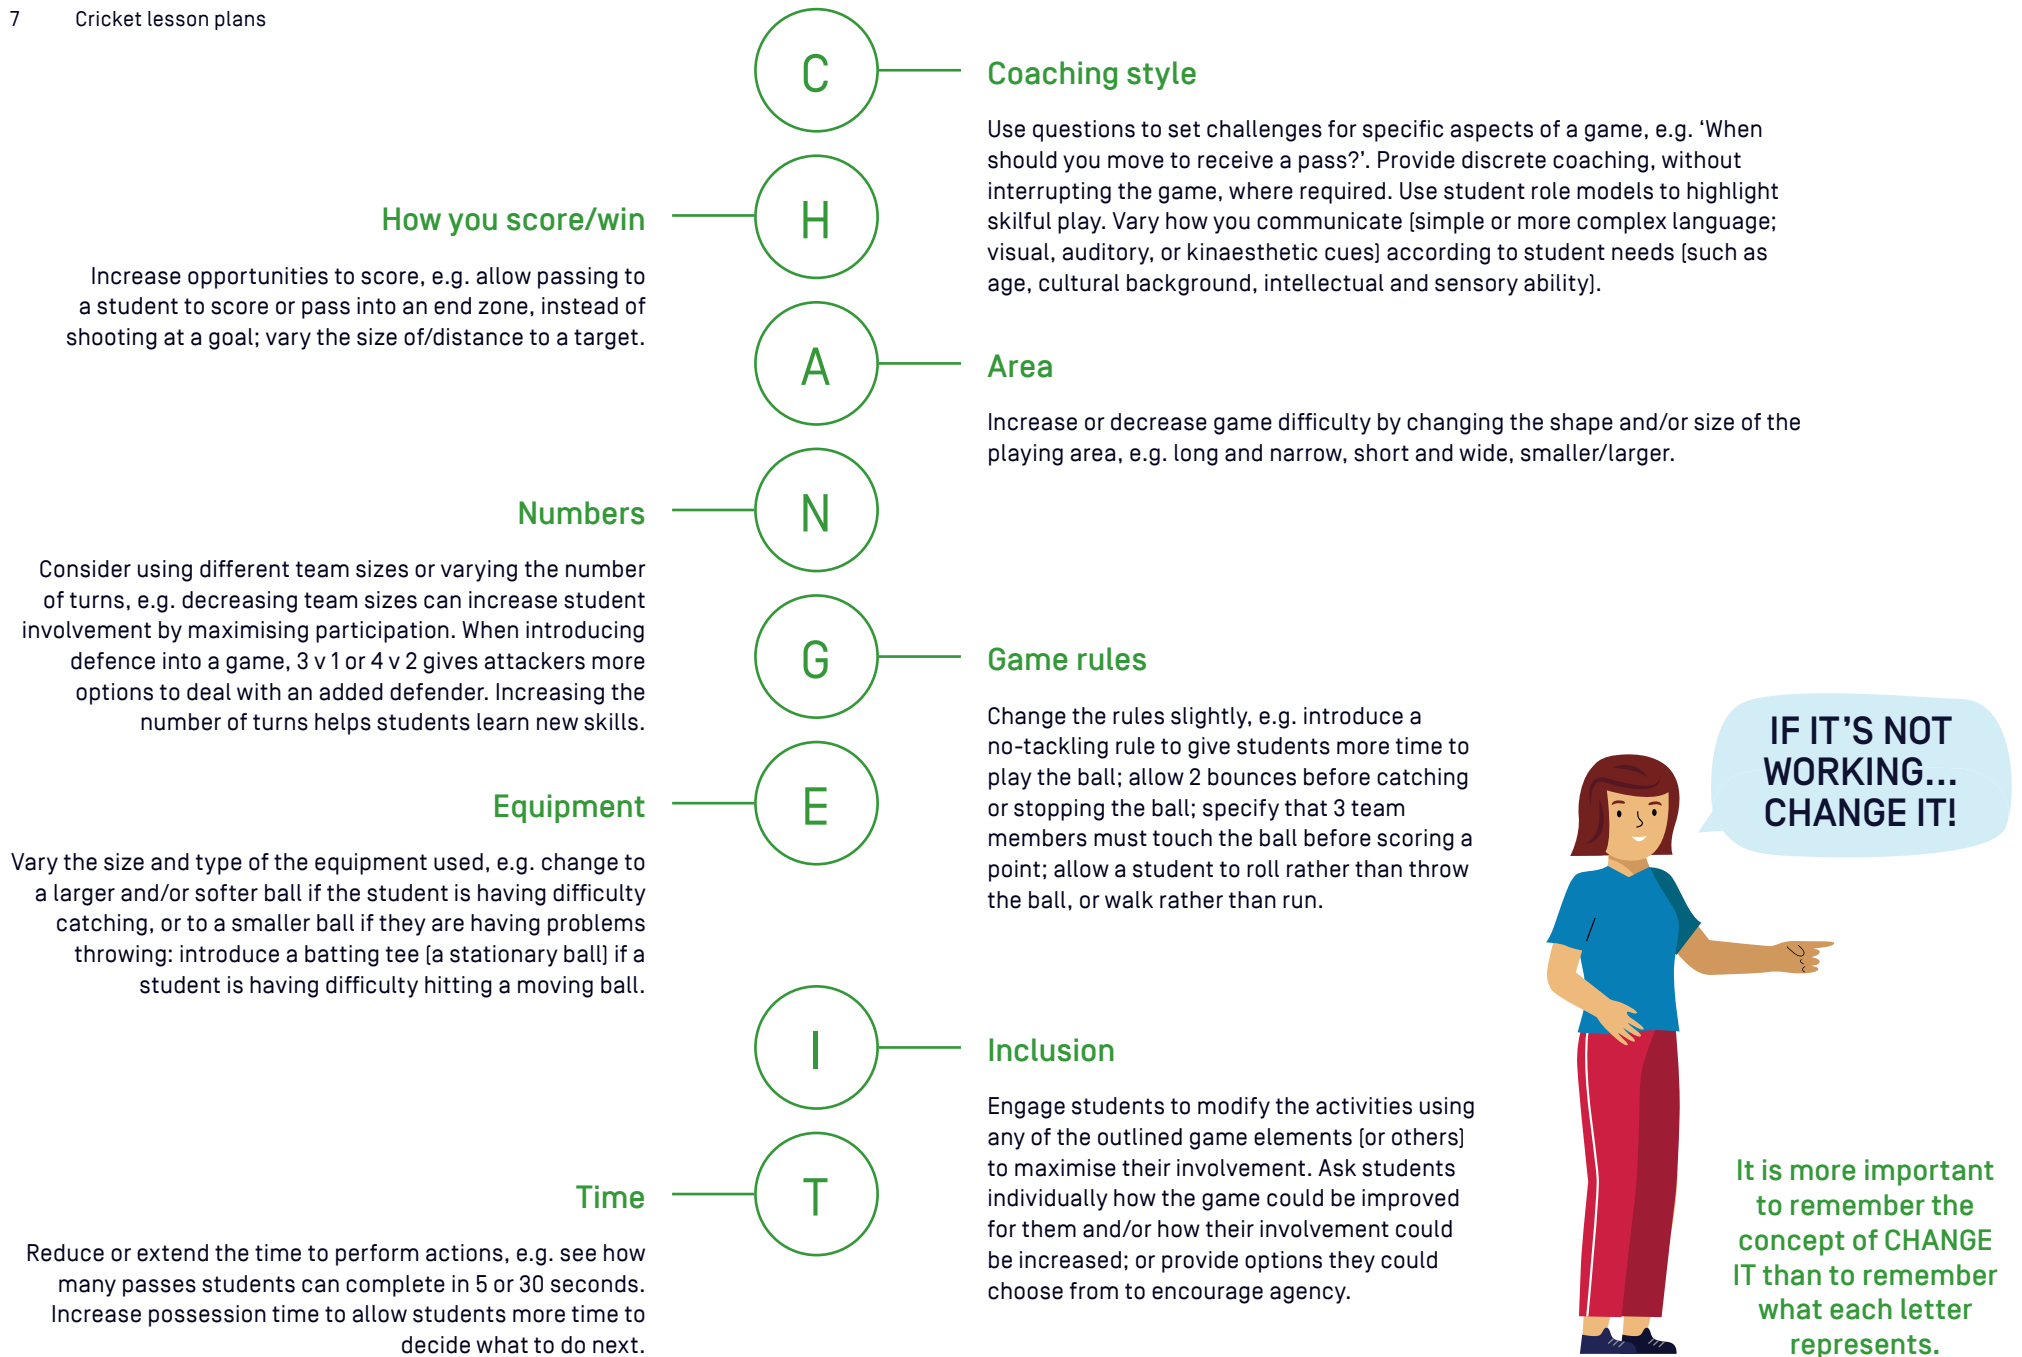 7 Cricket lesson plans
C
Coaching style
Use questions to set challenges for specific aspects of a game, e.g. ‘When
should you move to receive a pass?’. Provide discrete coaching, without
interrupting the game, where required. Use student role models to highlight
skilful play. Vary how you communicate (simple or more complex language;
visual, auditory, or kinaesthetic cues) according to student needs (such as
age, cultural background, intellectual and sensory ability).
H
How you score/win
Increase opportunities to score, e.g. allow passing to
a student to score or pass into an end zone, instead of
shooting at a goal; vary the size of/distance to a target.
A
Area
Increase or decrease game difficulty by changing the shape and/or size of the
playing area, e.g. long and narrow, short and wide, smaller/larger.
N
Numbers
Consider using different team sizes or varying the number
of turns, e.g. decreasing team sizes can increase student
involvement by maximising participation. When introducing
defence into a game, 3 v 1 or 4 v 2 gives attackers more
options to deal with an added defender. Increasing the
number of turns helps students learn new skills.
G
Game rules
Change the rules slightly, e.g. introduce a
no-tackling rule to give students more time to
play the ball; allow 2 bounces before catching
or stopping the ball; specify that 3 team
members must touch the ball before scoring a
point; allow a student to roll rather than throw
the ball, or walk rather than run.
E
Equipment
Vary the size and type of the equipment used, e.g. change to
a larger and/or softer ball if the student is having difficulty
catching, or to a smaller ball if they are having problems
throwing: introduce a batting tee (a stationary ball) if a
student is having difficulty hitting a moving ball.
I
Inclusion
Engage students to modify the activities using
any of the outlined game elements (or others)
to maximise their involvement. Ask students
individually how the game could be improved
for them and/or how their involvement could
be increased; or provide options they could
choose from to encourage agency.
T
Time
Reduce or extend the time to perform actions, e.g. see how
many passes students can complete in 5 or 30 seconds.
Increase possession time to allow students more time to
decide what to do next.
IF IT’S NOT
WORKING...
CHANGE IT!
It is more important
to remember the
concept of CHANGE
IT than to remember
what each letter
represents.